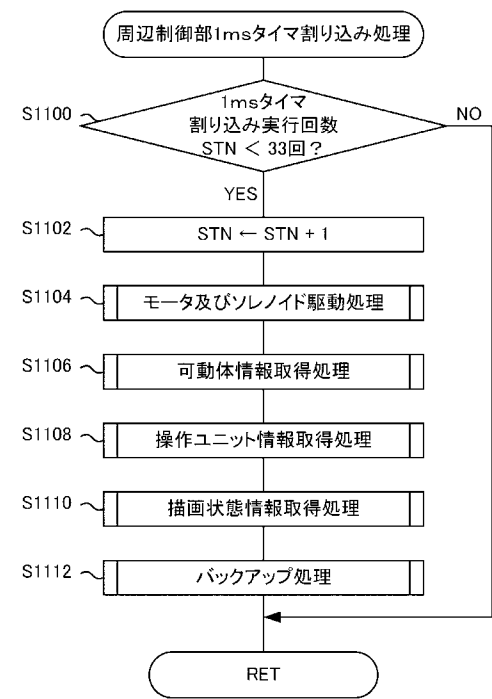 周辺制御部1msタイマ割り込み処理
S1100
1msタイマ
割り込み実行回数
STN < 33回?
NO
YES
S1102
STN ← STN + 1
S1104
モータ及びソレノイド駆動処理
S1106
可動体情報取得処理
S1108
操作ユニット情報取得処理
S1110
描画状態情報取得処理
S1112
バックアップ処理
RET